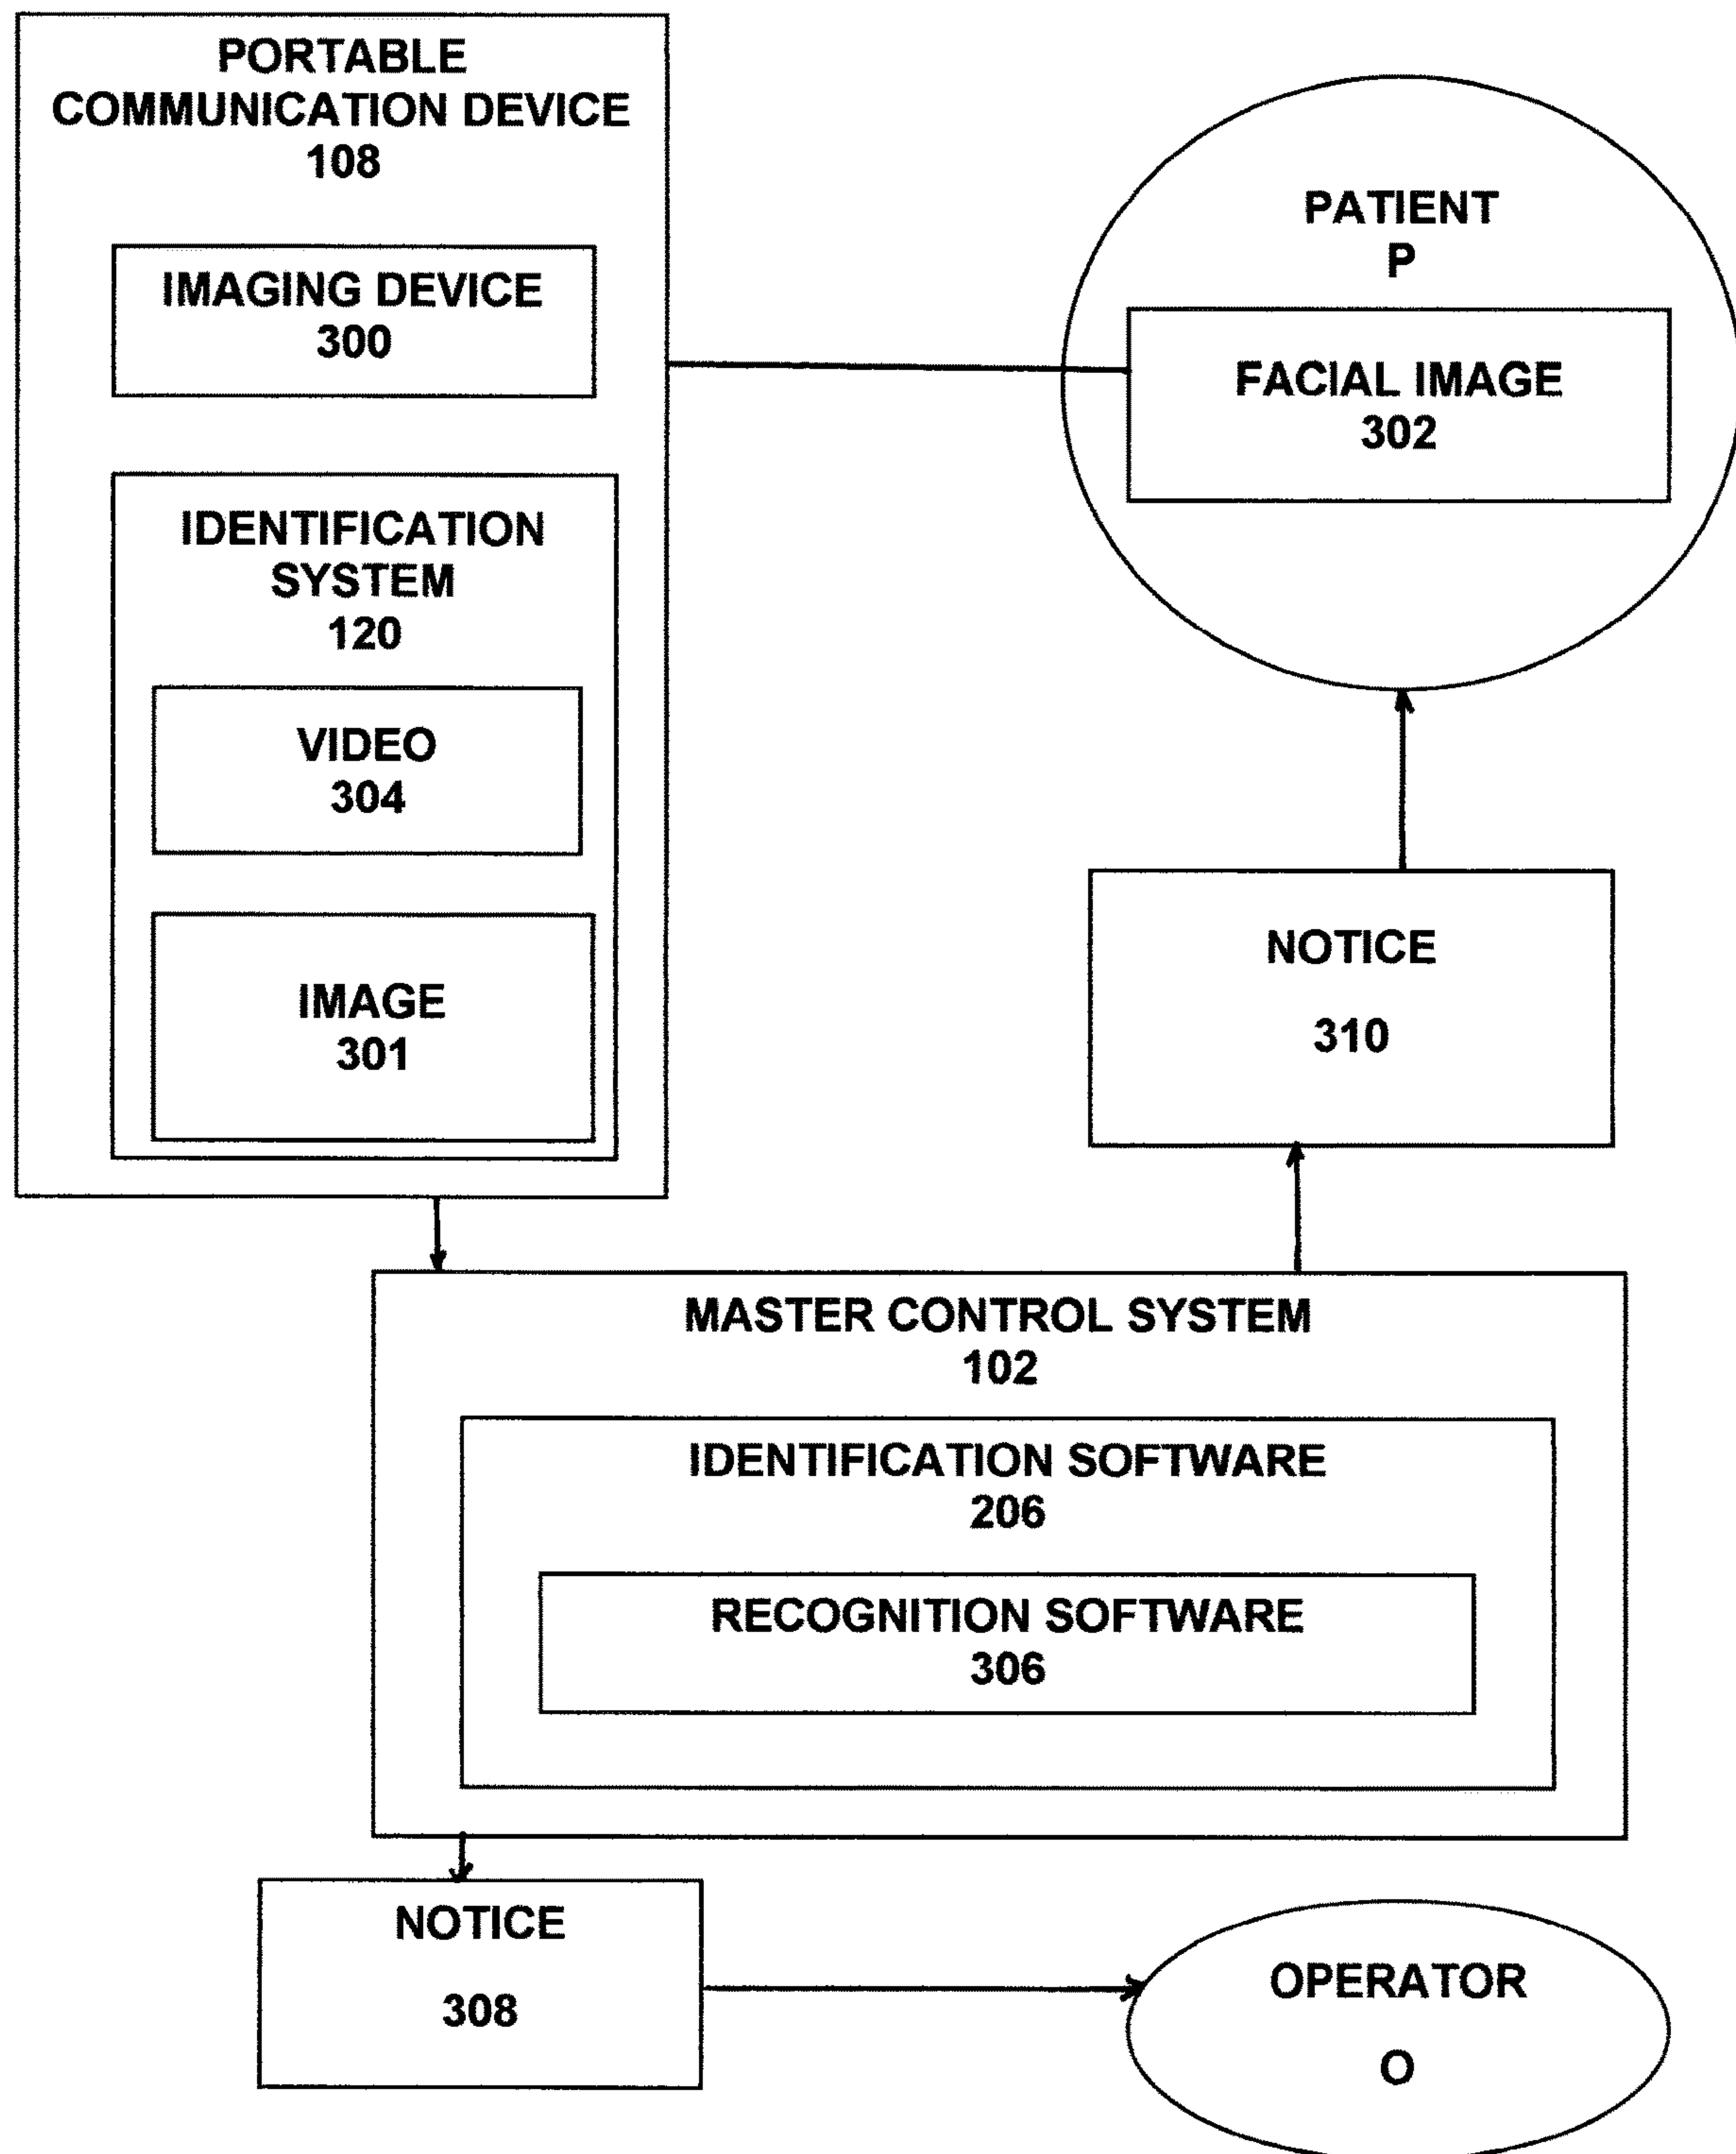 PORTABLE
COMMUNICATION DEVICE
108
IMAGING DEVICE
300
IDENTIFICATION
SYSTEM
120
VIDEO
304
IMAGE
301
PATIENT
P
FACIAL IMAGE
302
NOTICE
310
MASTER CONTROL SYSTEM
102
IDENTIFICATION SOFTWARE
206
RECOGNITION SOFTWARE
306
NOTICE
308
OPERATOR
O